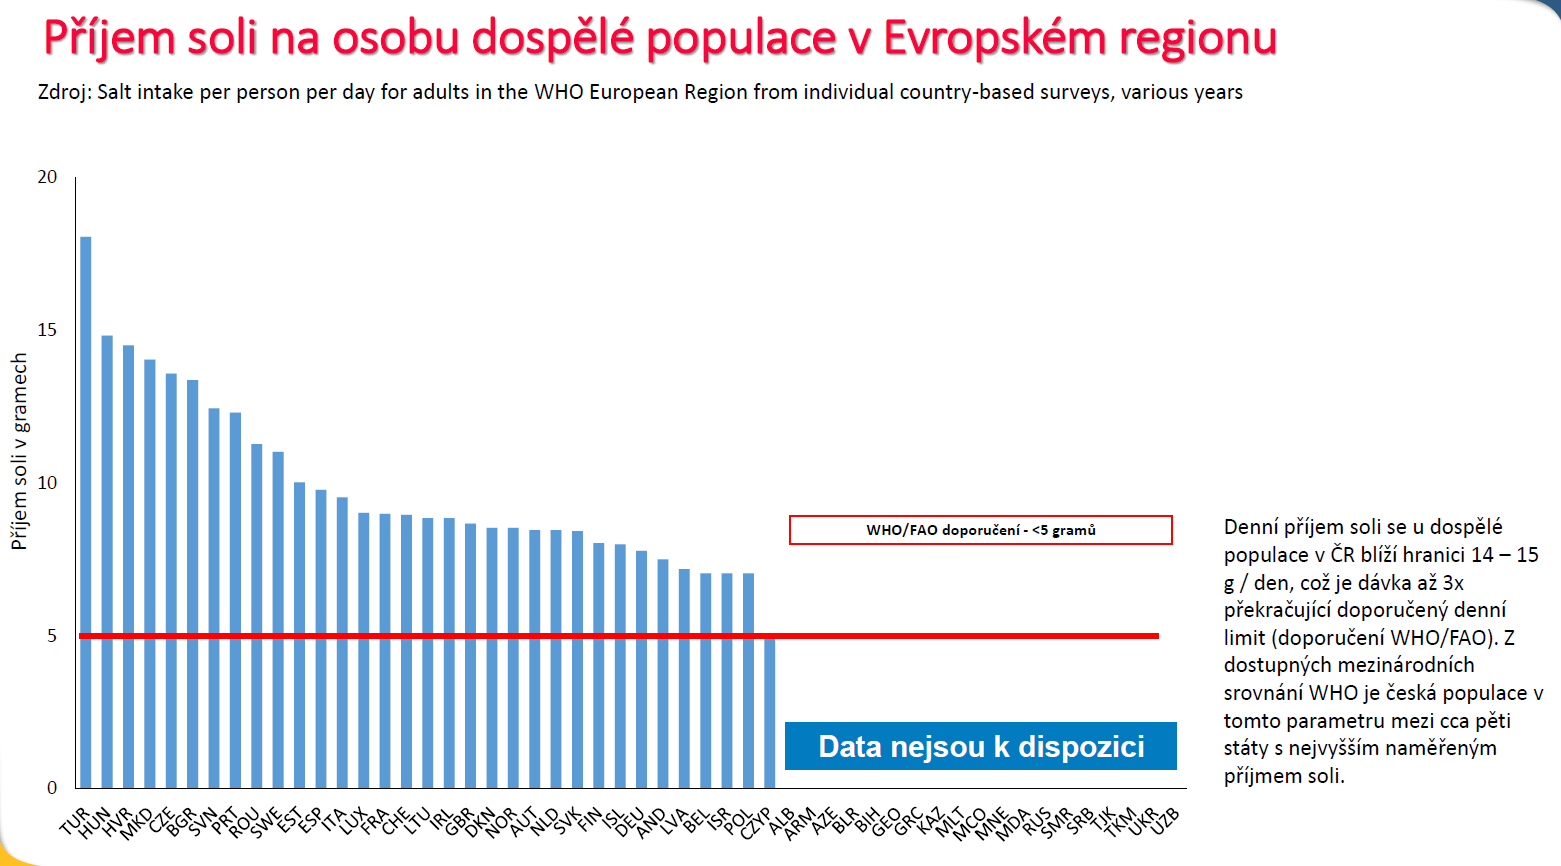 Příjem soli na osobu dospělé populace v Evropském regionu
Zdroj: Salt intake per person per day for adults in the WHO European Region from individual country-based surveys, various years
Příjem soli v gramech
20
15
10
5
0
WHO/FAO doporučení - <5 gramů
Data nejsou k dispozici
TUR
HUN
HVR
MKD
CZE
BGR
SVN
PRT
ROU
SWE
EST
ESP
ITA
LUX
FRA
CHE
LTU
IRL
GBR
DKN
NOR
AUT
NLD
SVK
FIN
ISL
DEU
AND
LVA
BEL
ISR
POL
CZYP
ALB
ARM
AZE
BLR
BIH
GEO
GRC
KAZ
MLT
MCO
MNE
MDA
RUS
SMR
SRB
TJK
TKM
UKR
UZB
Denní příjem soli se u dospělé
populace v ČR blíží hranici 14 – 15
g / den, což je dávka až 3x
překračující doporučený denní
limit (doporučení WHO/FAO). Z
dostupných mezinárodních
srovnání WHO je česká populace v
tomto parametru mezi cca pěti
státy s nejvyšším naměřeným
příjmem soli.